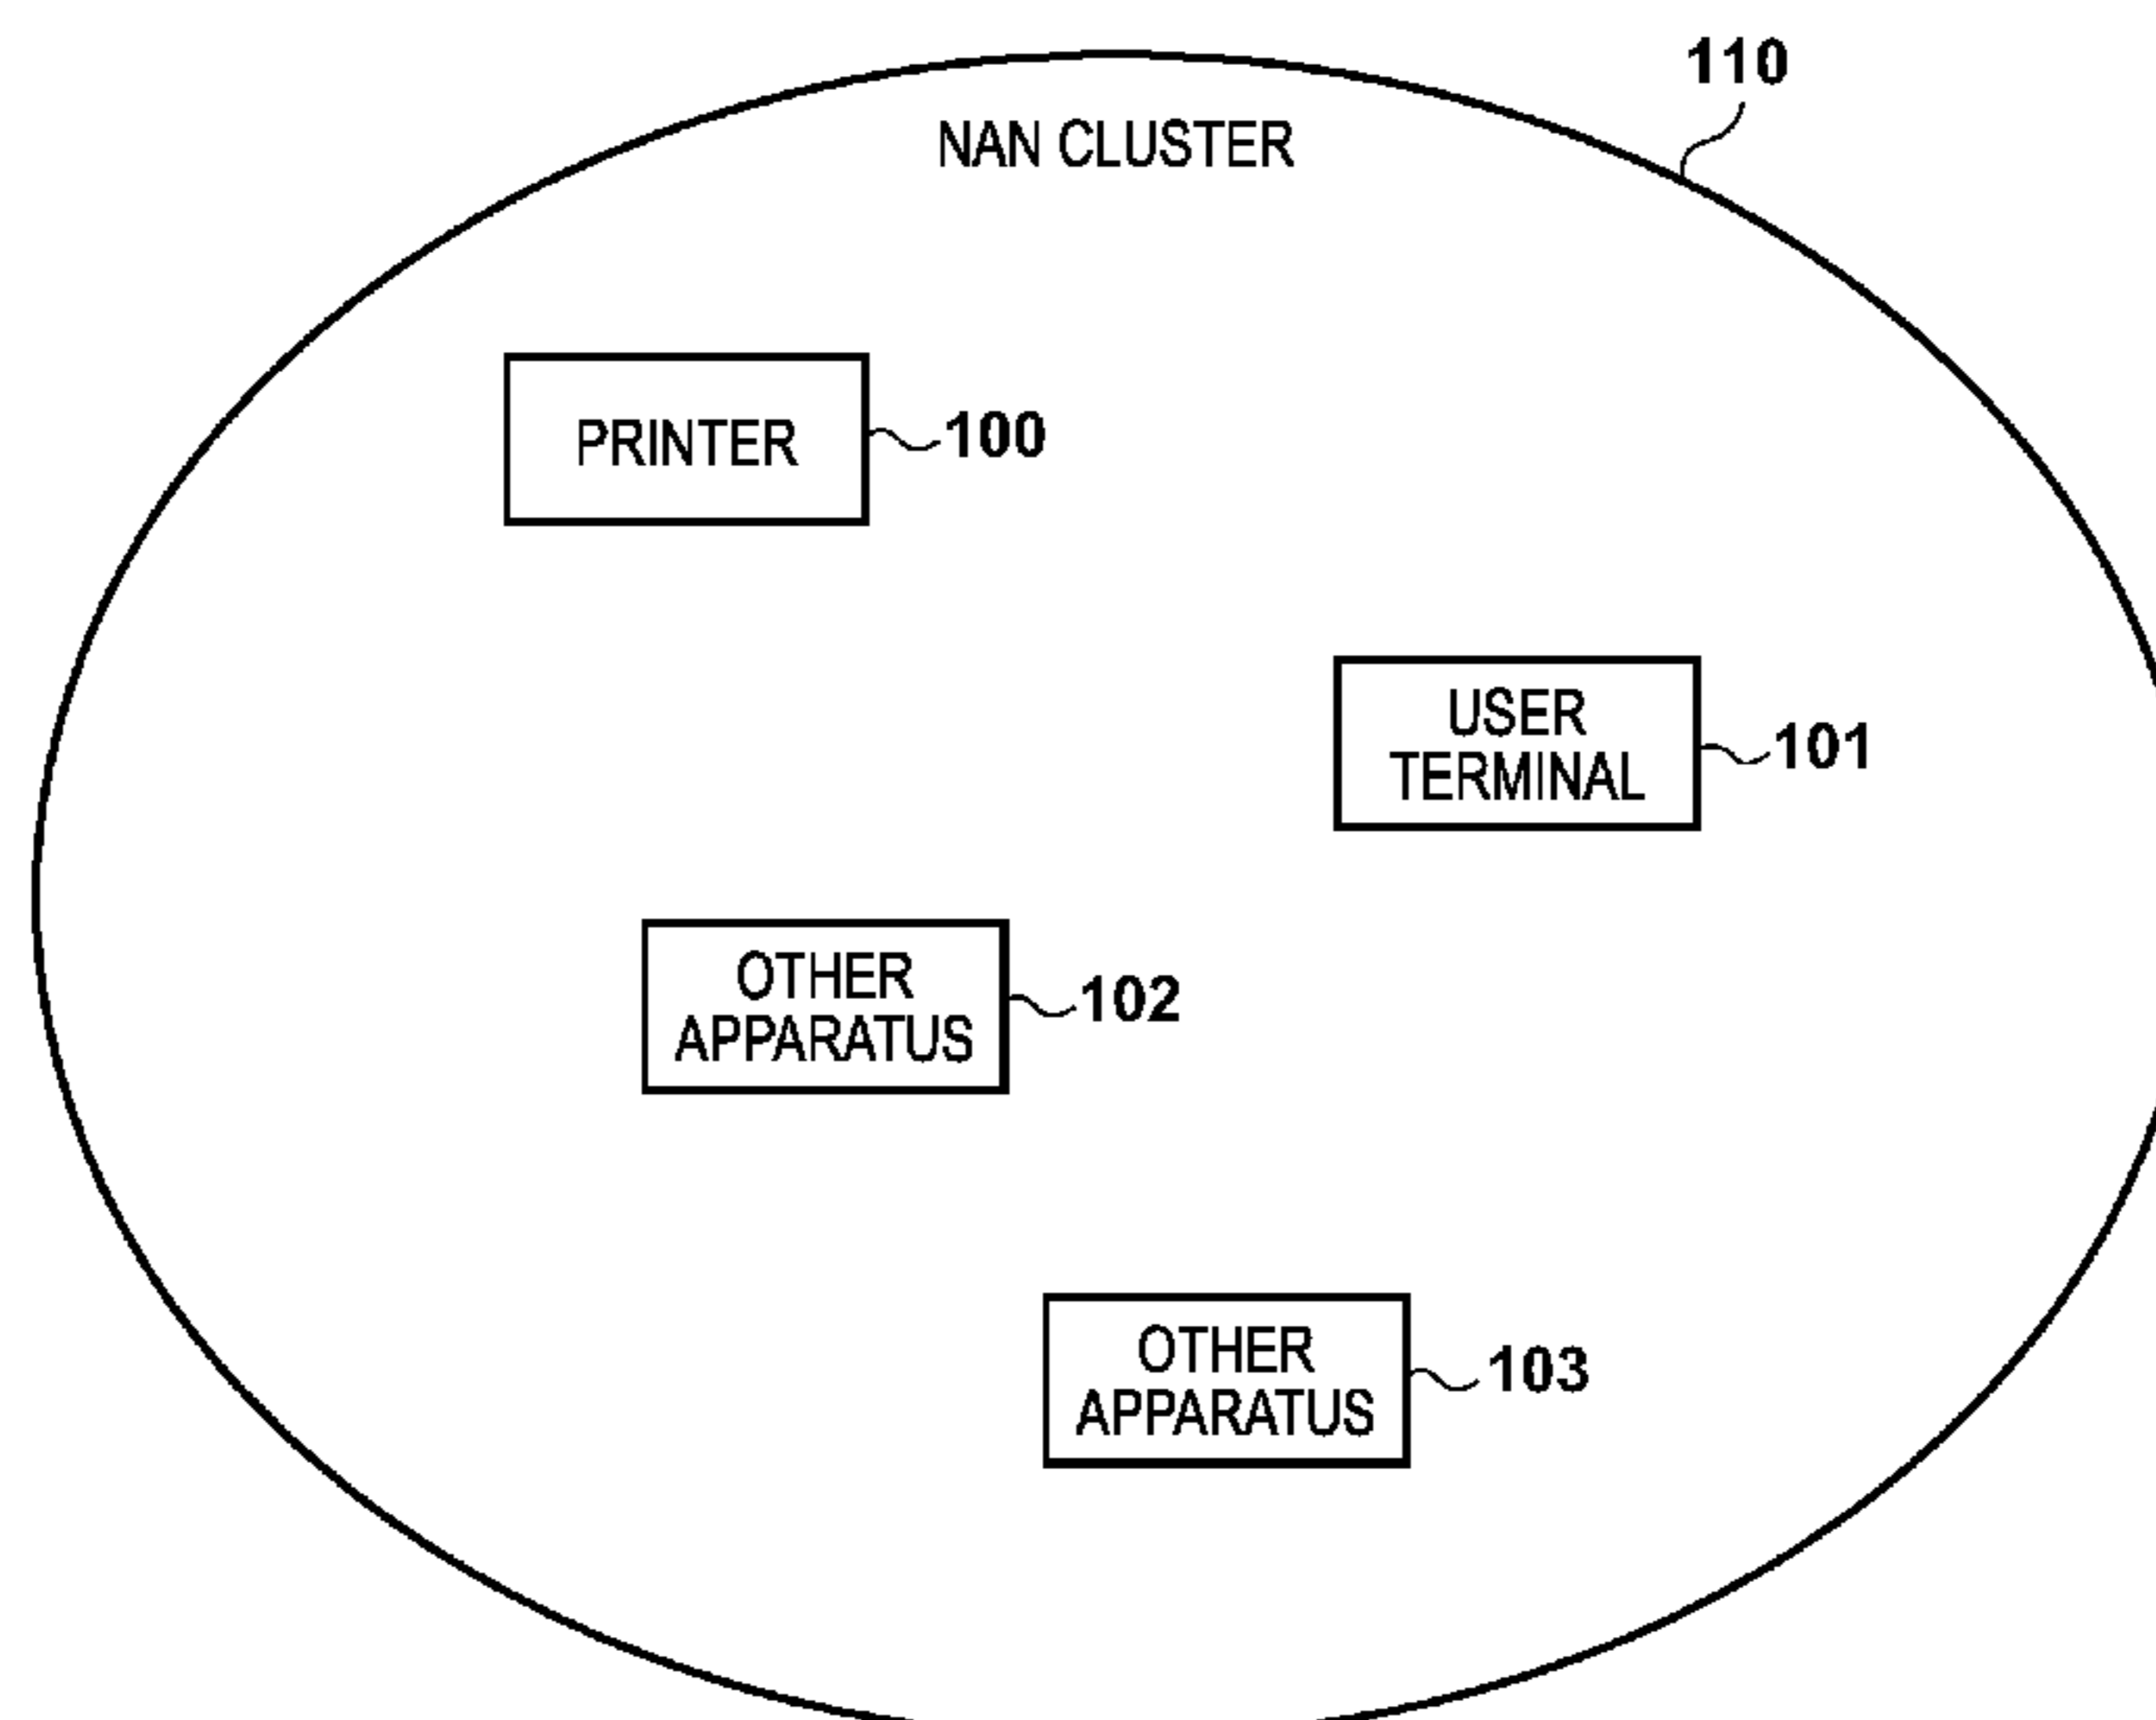 110
NAN CLUSTER
PRINTER
100
USER
TERMINAL
101
OTHER
APPARATUS
102
OTHER
APPARATUS
103